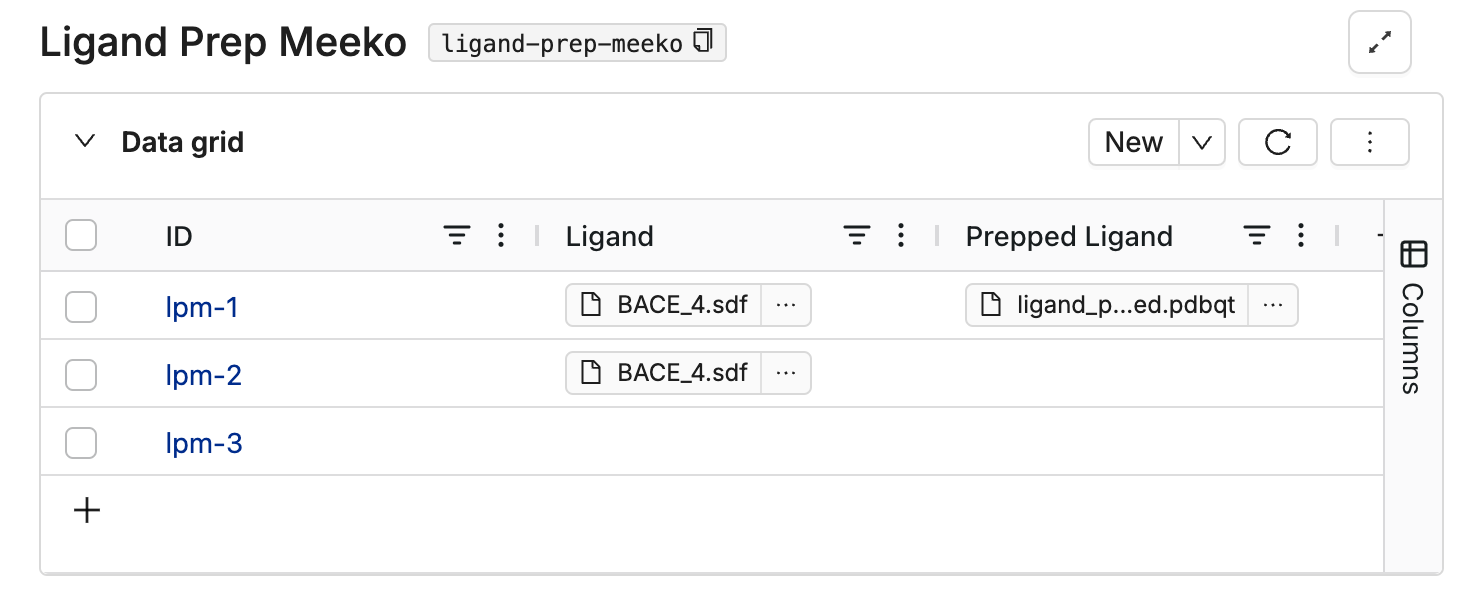 Ligand Prep Meeko ligand-prep-meeko
Data grid New
ID Ligand Prepped Ligand
lpm-1 BACE_4.sdf ... ligand_p...ed.pdbqt ...
lpm-2 BACE_4.sdf ...
lpm-3
Columns